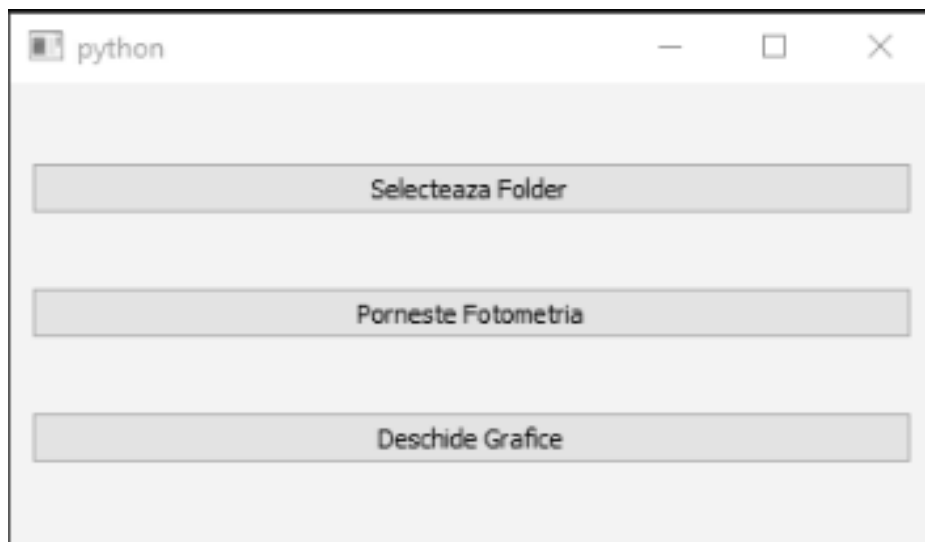 python
Selecteaza Folder
Porneste Fotometria
Deschide Grafice